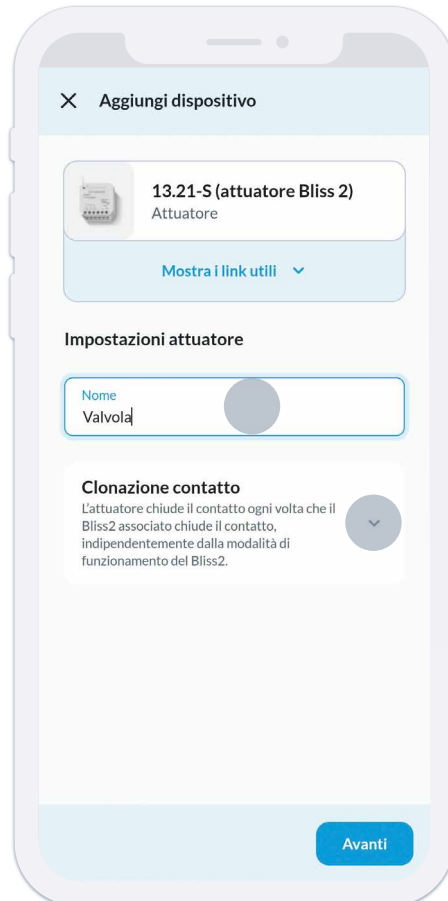 Aggiungi dispositivo
13.21-S (attuatore Bliss 2)
Attuatore
Mostra i link utili
Impostazioni attuatore
Nome
Valvola
Clonazione contatto
L'attuatore chiude il contatto ogni volta che il
Bliss2 associato chiude il contatto,
indipendentemente dalla modalità di
funzionamento del Bliss2.
Avanti